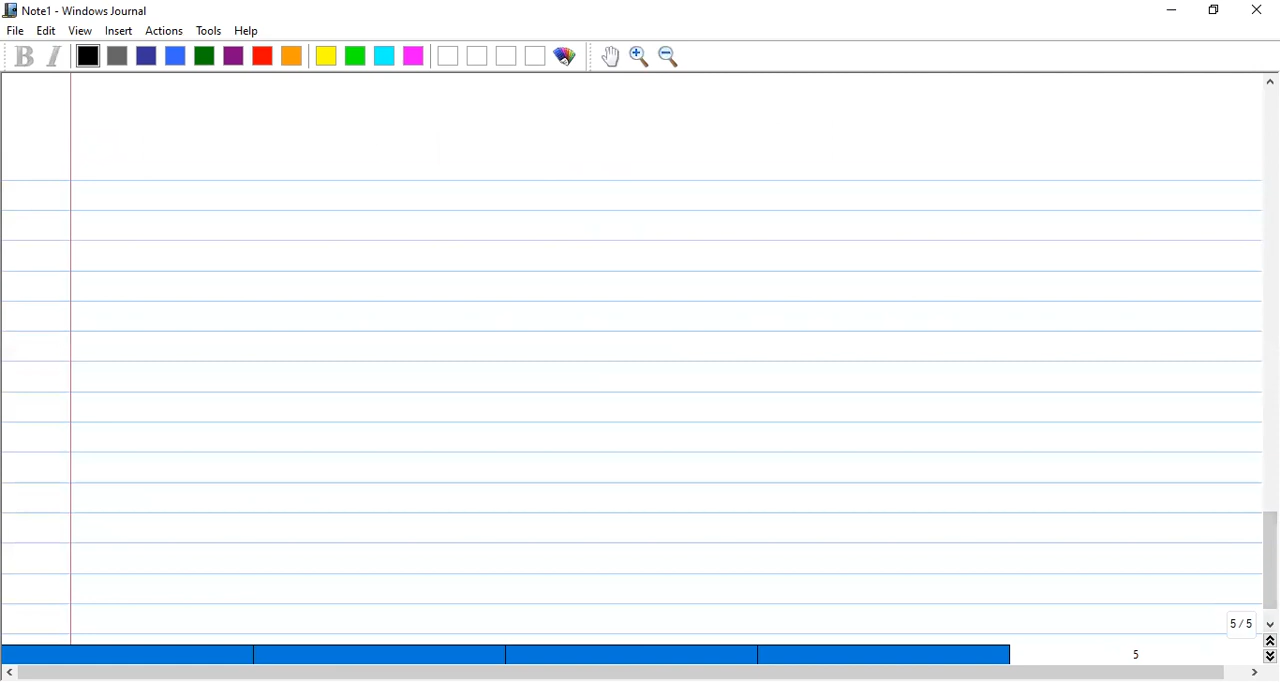 Note1 - Windows Journal
File Edit View Insert Actions Tools Help
B I
5 / 5
5